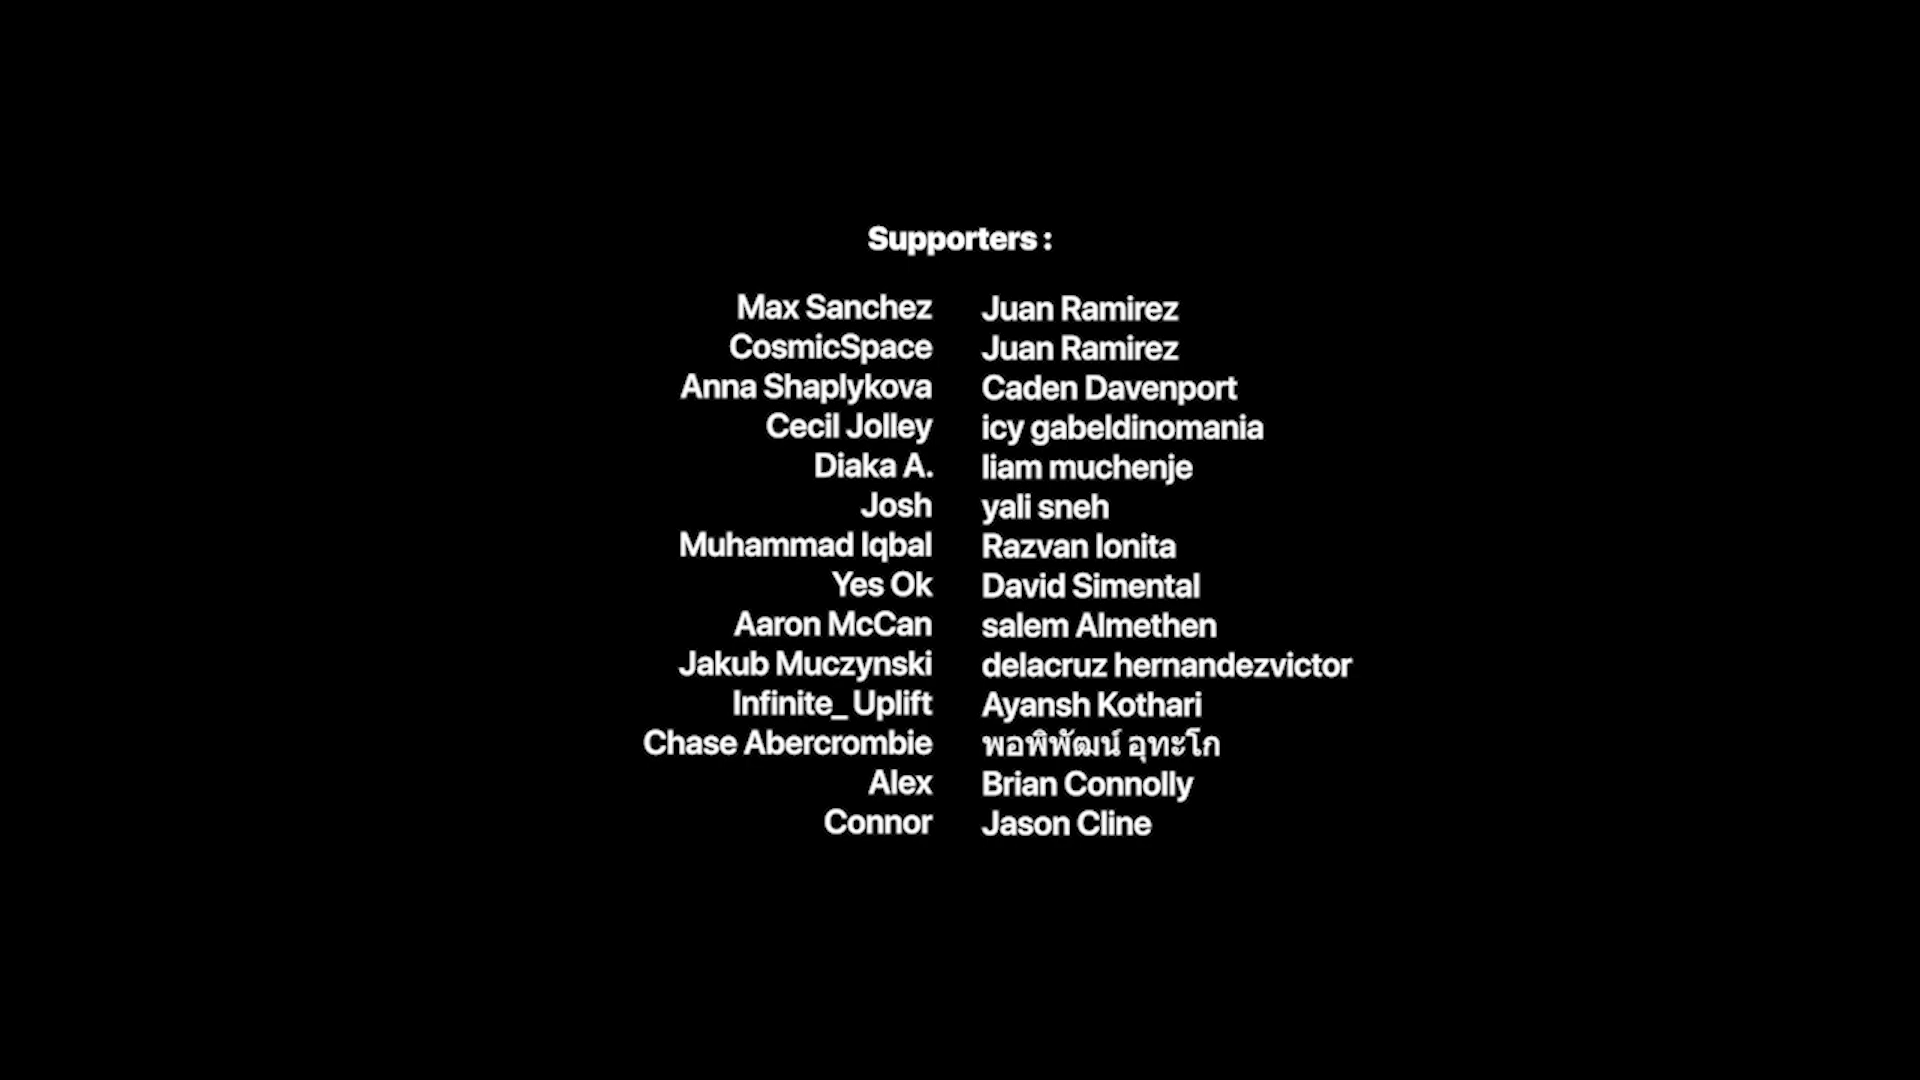 Supporters :
Max Sanchez
CosmicSpace
Anna Shaplykova
Cecil Jolley
Diaka A.
Josh
Muhammad Iqbal
Yes Ok
Aaron McCan
Jakub Muczynski
Infinite_ Uplift
Chase Abercrombie
Alex
Connor
Juan Ramirez
Juan Ramirez
Caden Davenport
icy gabeldinomania
liam muchenje
yali sneh
Razvan Ionita
David Simental
salem Almethen
delacruz hernandezvictor
Ayansh Kothari
พอพิพัฒน์ อุทะโก
Brian Connolly
Jason Cline